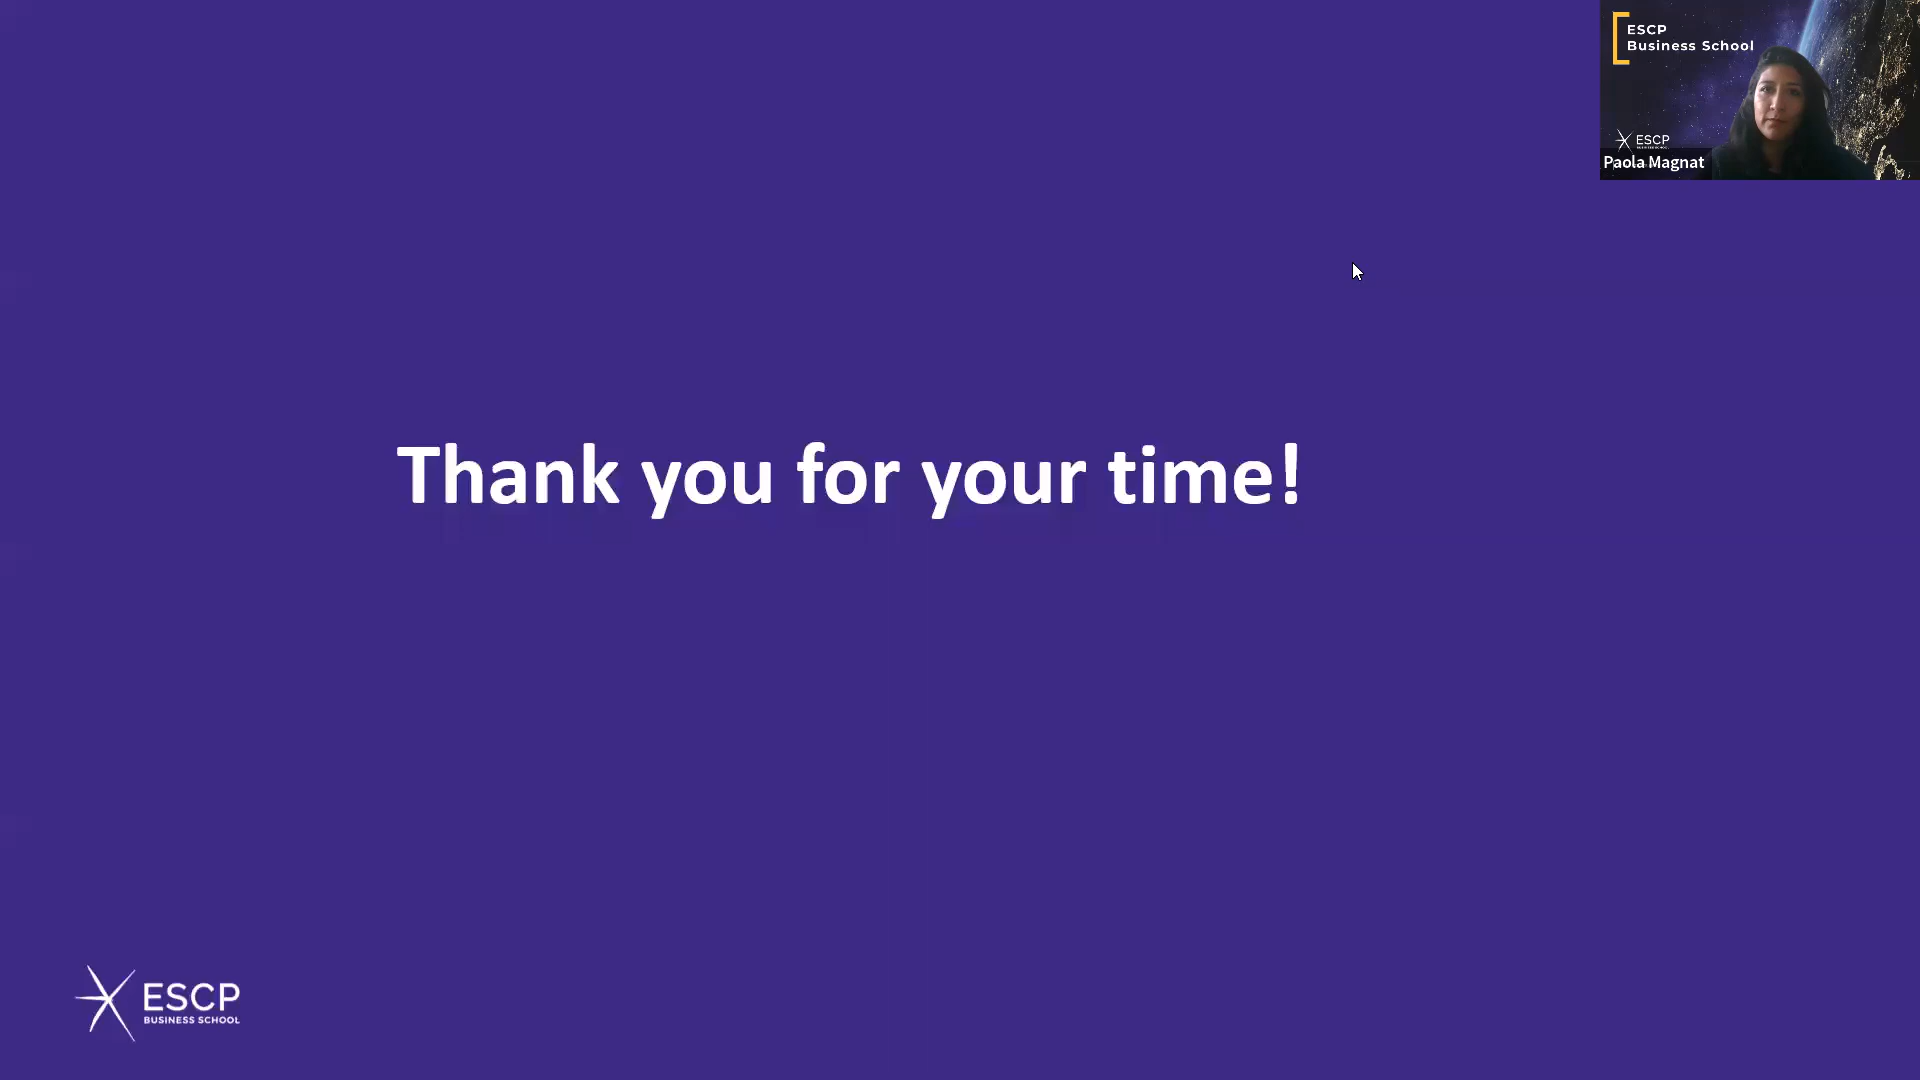 ESCP
Business School
ESCP
Paola Magnat
Thank you for your time!
ESCP
BUSINESS SCHOOL